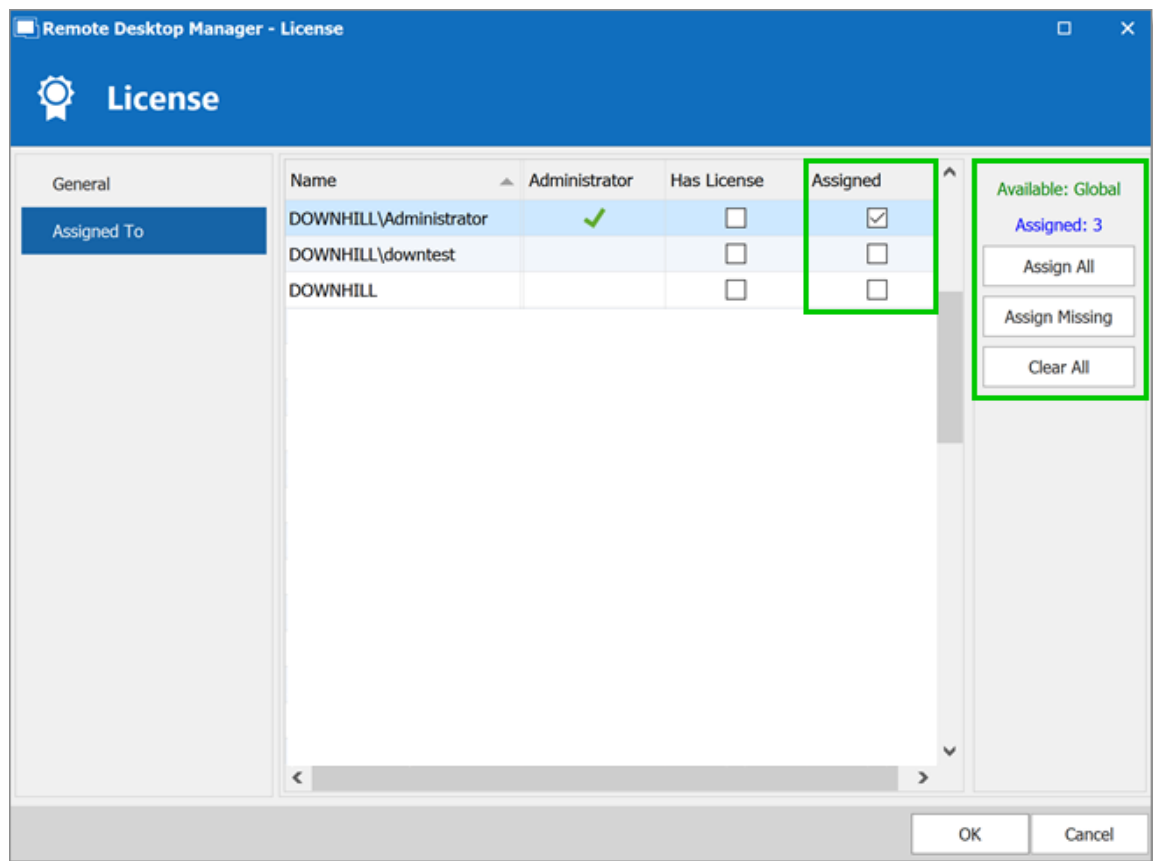 Remote Desktop Manager - License
License
General
Assigned To
Name Administrator Has License Assigned
DOWNHILL\Administrator
DOWNHILL\downtest
DOWNHILL
Available: Global
Assigned: 3
Assign All
Assign Missing
Clear All
OK Cancel